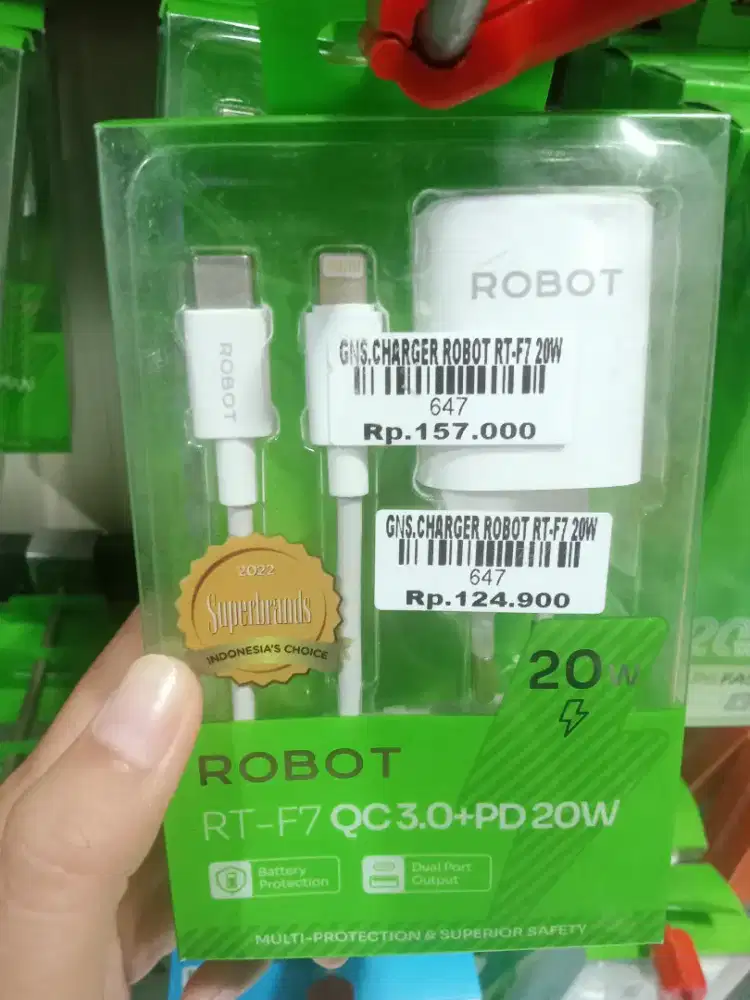 ROBOT
ROBOT
GNS.CHARGER ROBOT RT-F7 20W
647
Rp.157.000
GNS.CHARGER ROBOT RT-F7 20W
647
Rp.124.900
2022
Superbrands
INDONESIA'S CHOICE
20W
ROBOT
RT-F7 QC 3.0+PD 20W
Battery
Protection
Dual Port
Output
MULTI-PROTECTION & SUPERIOR SAFETY